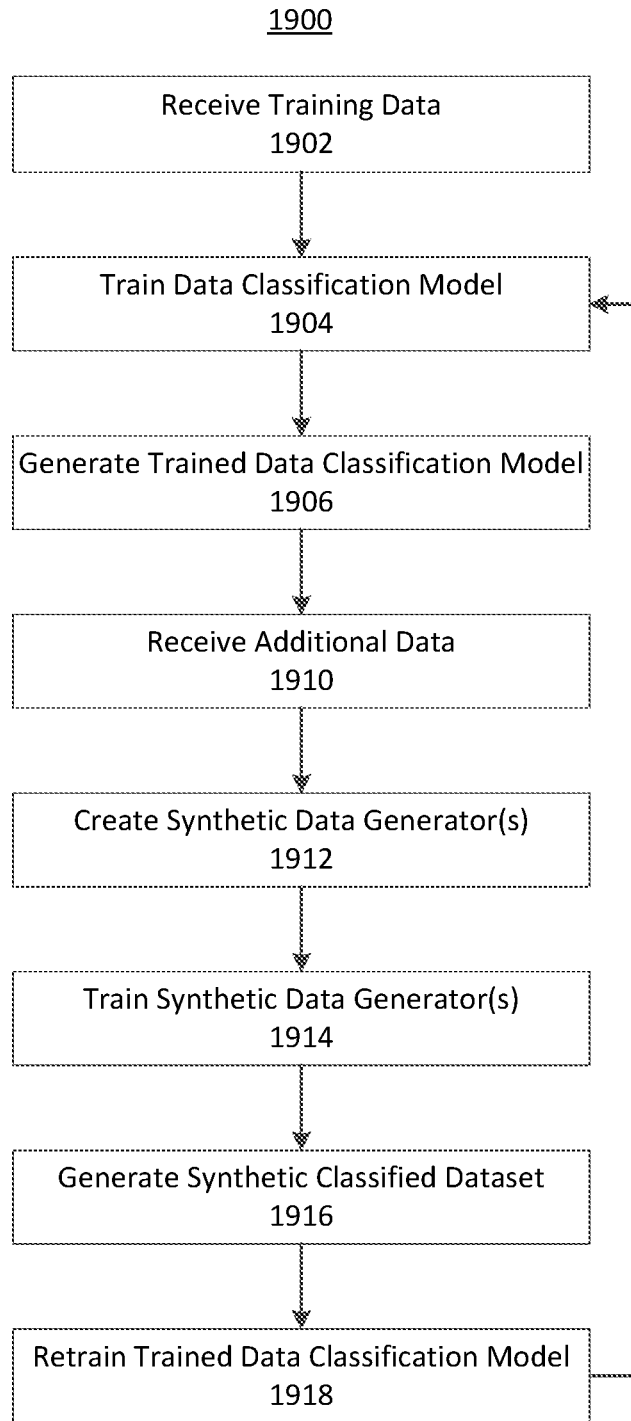 1900
Receive Training Data
1902
Train Data Classification Model
1904
Generate Trained Data Classification Model
1906
Receive Additional Data
1910
Create Synthetic Data Generator(s)
1912
Train Synthetic Data Generator(s)
1914
Generate Synthetic Classified Dataset
1916
Retrain Trained Data Classification Model
1918